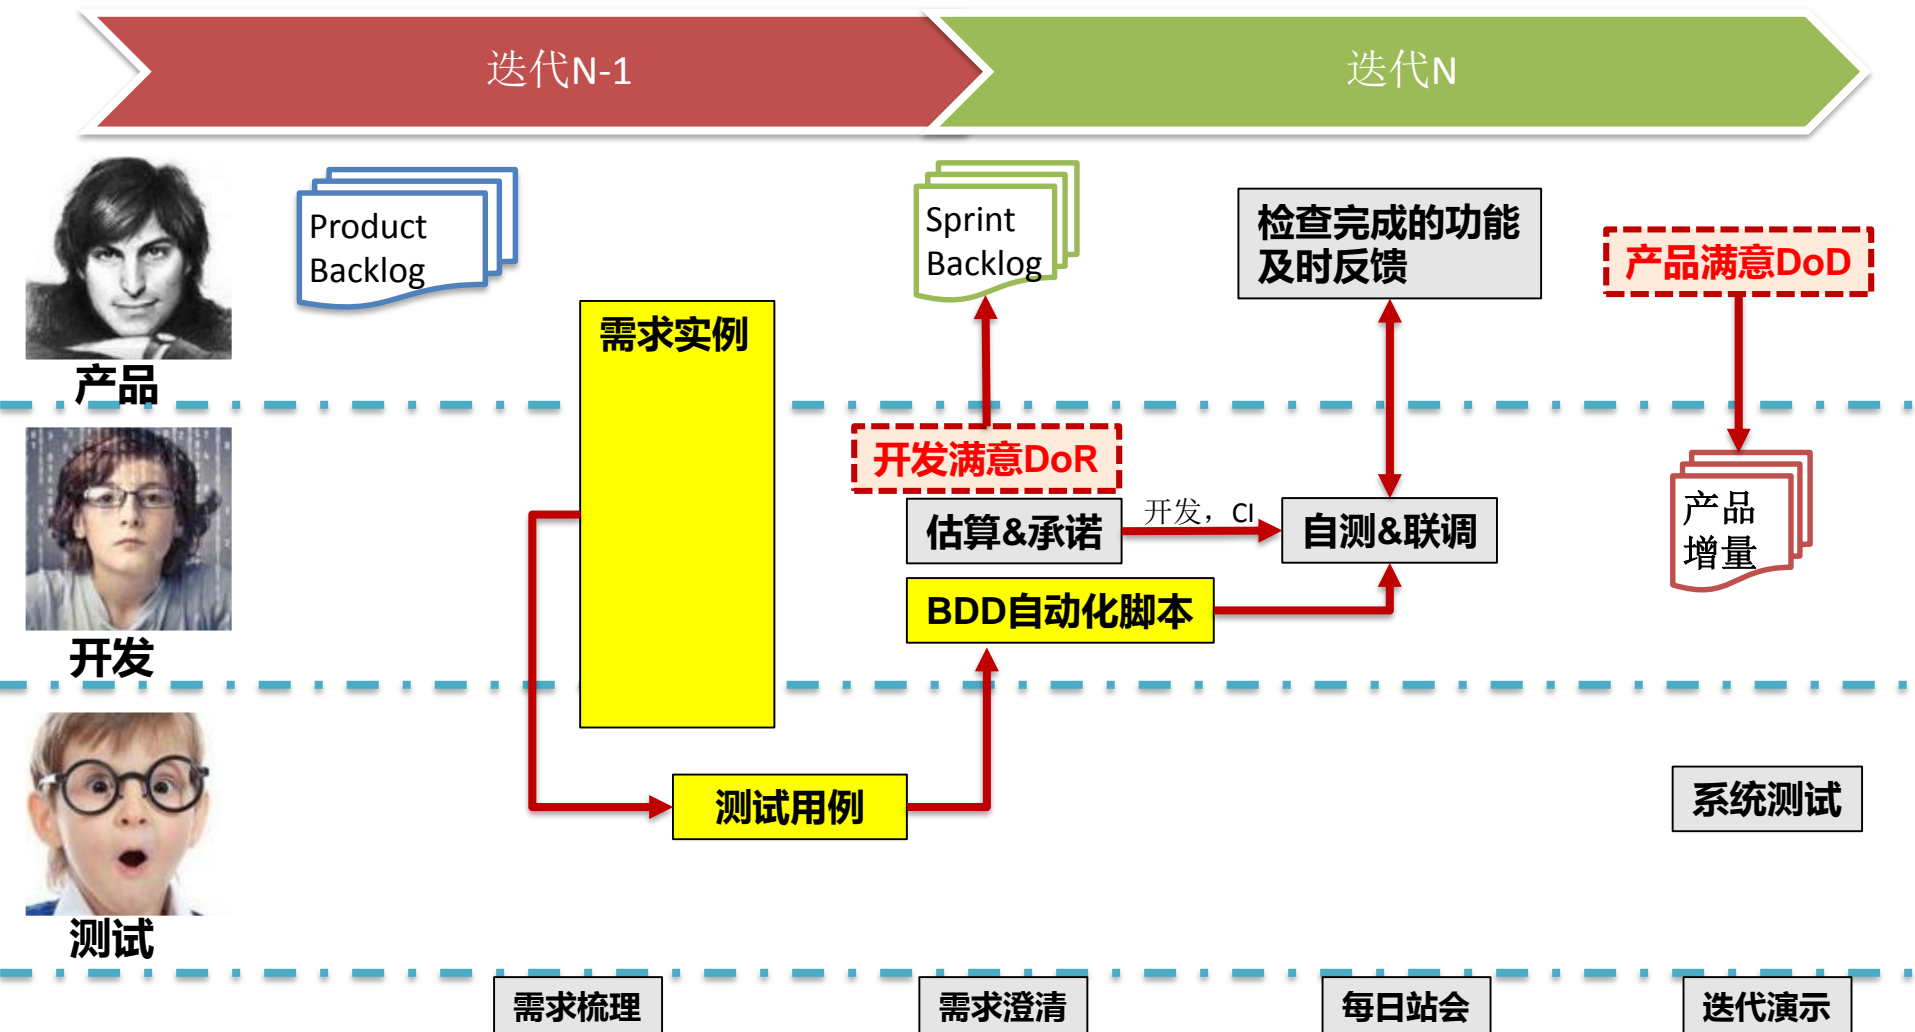 迭代N-1
迭代N
Product
Backlog
Sprint
Backlog
检查完成的功能
及时反馈
产品满意DoD
需求实例
产品
开发满意DoR
估算&承诺
开发，CI
自测&联调
产品
增量
BDD自动化脚本
开发
测试用例
系统测试
测试
需求梳理
需求澄清
每日站会
迭代演示